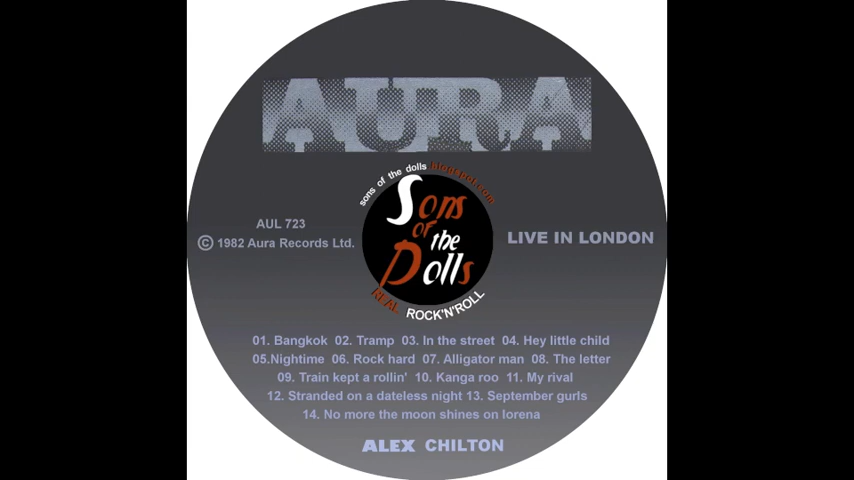 AURA
sons of the dolls blogspot.com
Sons
OF
the
Dolls
REAL ROCK'N'ROLL
AUL 723
© 1982 Aura Records Ltd.
LIVE IN LONDON
01. Bangkok 02. Tramp 03. In the street 04. Hey little child
05.Nightime 06. Rock hard 07. Alligator man 08. The letter
09. Train kept a rollin' 10. Kanga roo 11. My rival
12. Stranded on a dateless night 13. September gurls
14. No more the moon shines on lorena
ALEX CHILTON